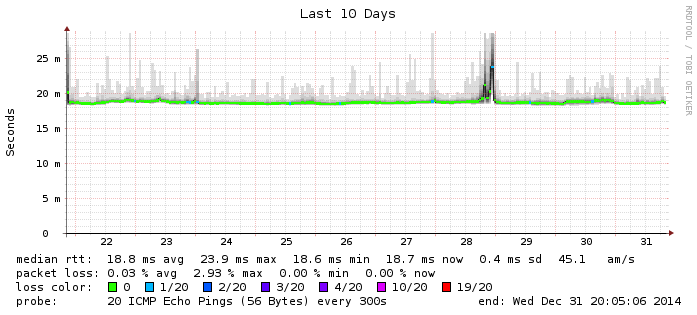 Last 10 Days
RRDTOOL / TOBI OETIKER
Seconds
25 m
20 m
15 m
10 m
5 m
0
22 23 24 25 26 27 28 29 30 31
median rtt: 18.8 ms avg 23.9 ms max 18.6 ms min 18.7 ms now 0.4 ms sd 45.1 am/s
packet loss: 0.03 % avg 2.93 % max 0.00 % min 0.00 % now
loss color: 0 1/20 2/20 3/20 4/20 10/20 19/20
probe: 20 ICMP Echo Pings (56 Bytes) every 300s end: Wed Dec 31 20:05:06 2014